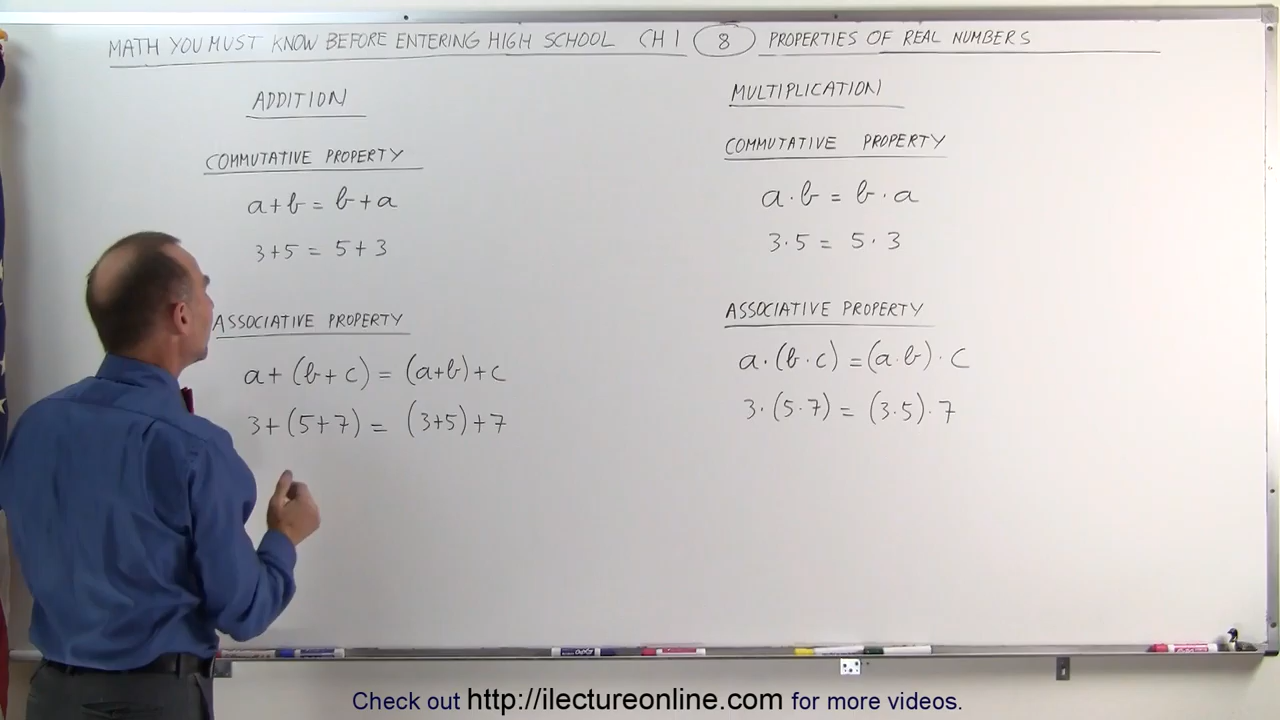 MATH YOU MUST KNOW BEFORE ENTERING HIGH SCHOOL CH 1 8 PROPERTIES OF REAL NUMBERS
ADDITION
COMMUTATIVE PROPERTY
a+b = b+a
3+5 = 5+3
ASSOCIATIVE PROPERTY
a+(b+c) = (a+b)+c
3+(5+7) = (3+5)+7
MULTIPLICATION
COMMUTATIVE PROPERTY
a·b = b·a
3·5 = 5·3
ASSOCIATIVE PROPERTY
a·(b·c) = (a·b)·c
3·(5·7) = (3·5)·7
Check out http://ilectureonline.com for more videos.